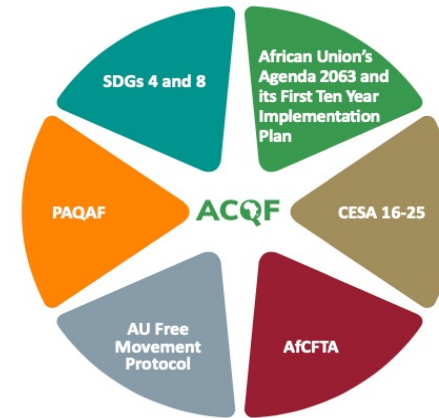 SDGs 4 and 8
African Union's
Agenda 2063 and
its First Ten Year
Implementation
Plan
PAQAF
ACQF
CESA 16-25
AU Free
Movement
Protocol
AfCFTA